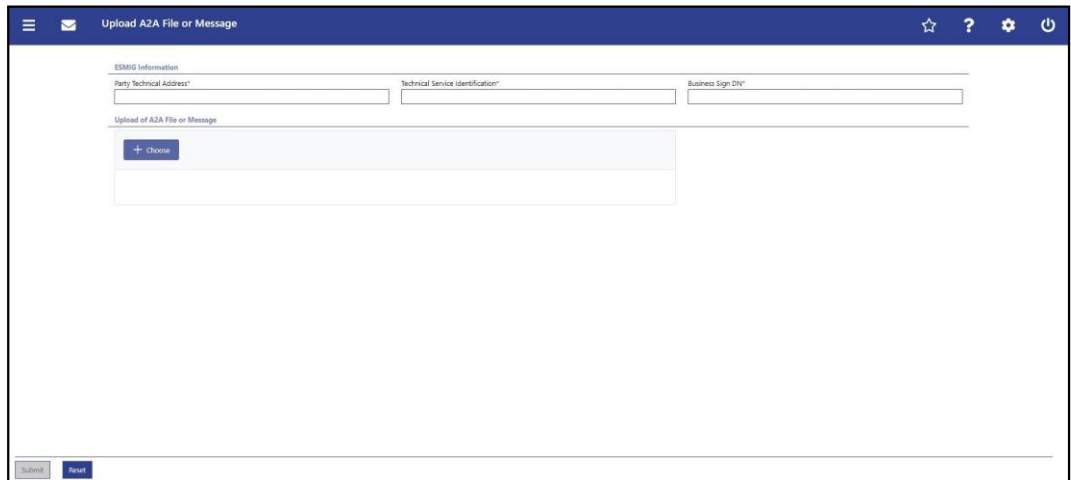 Upload A2A File or Message
ESMIG Information
Party Technical Address* Technical Service Identification* Business Sign DN*
Upload of A2A File or Message
+ Choose
Submit Reset